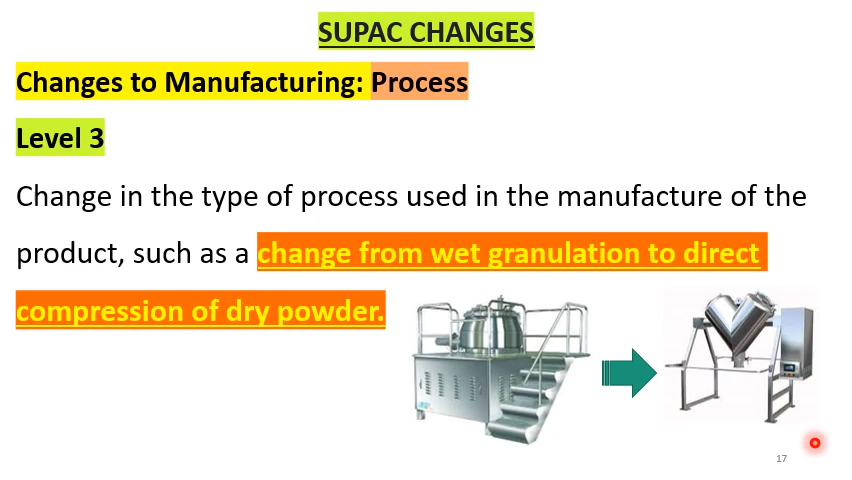 SUPAC CHANGES
Changes to Manufacturing: Process
Level 3
Change in the type of process used in the manufacture of the
product, such as a change from wet granulation to direct
compression of dry powder.
17